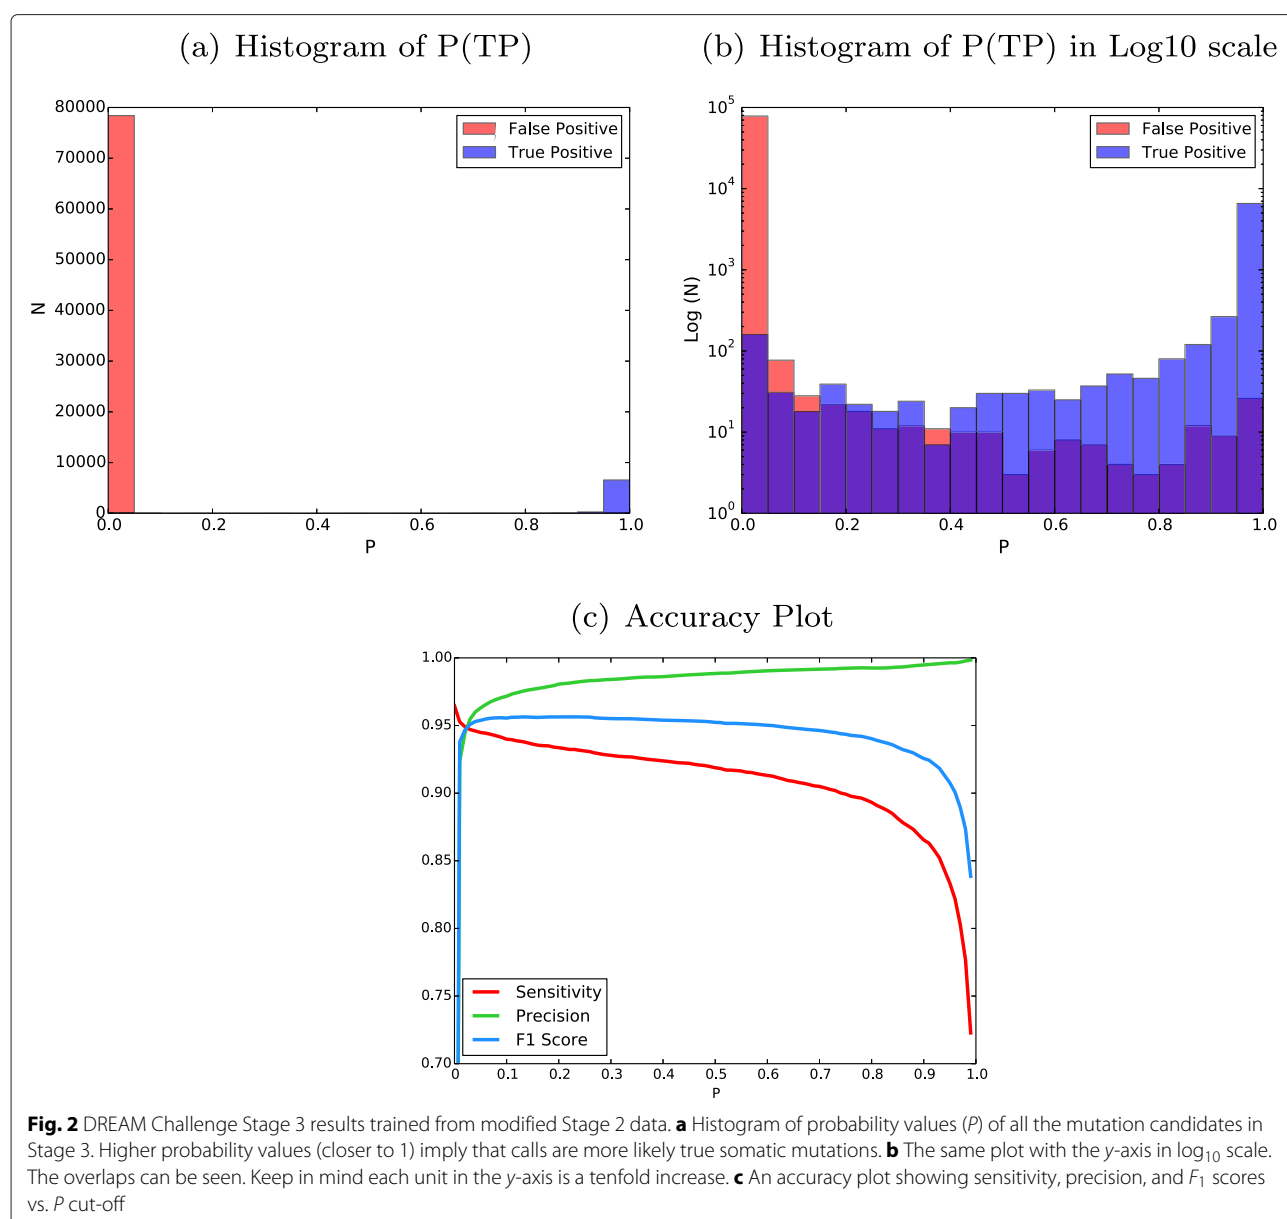 (a) Histogram of P(TP)
80000
70000
60000
50000
40000
30000
20000
10000
0
N
False Positive
True Positive
0.0 0.2 0.4 0.6 0.8 1.0
P
(b) Histogram of P(TP) in Log10 scale
10^5
10^4
10^3
10^2
10^1
10^0
Log (N)
False Positive
True Positive
0.0 0.2 0.4 0.6 0.8 1.0
P
(c) Accuracy Plot
1.00
0.95
0.90
0.85
0.80
0.75
0.70
Sensitivity
Precision
F1 Score
0 0.1 0.2 0.3 0.4 0.5 0.6 0.7 0.8 0.9 1.0
P
Fig. 2 DREAM Challenge Stage 3 results trained from modified Stage 2 data. a Histogram of probability values (P) of all the mutation candidates in
Stage 3. Higher probability values (closer to 1) imply that calls are more likely true somatic mutations. b The same plot with the y-axis in log10 scale.
The overlaps can be seen. Keep in mind each unit in the y-axis is a tenfold increase. c An accuracy plot showing sensitivity, precision, and F1 scores
vs. P cut-off